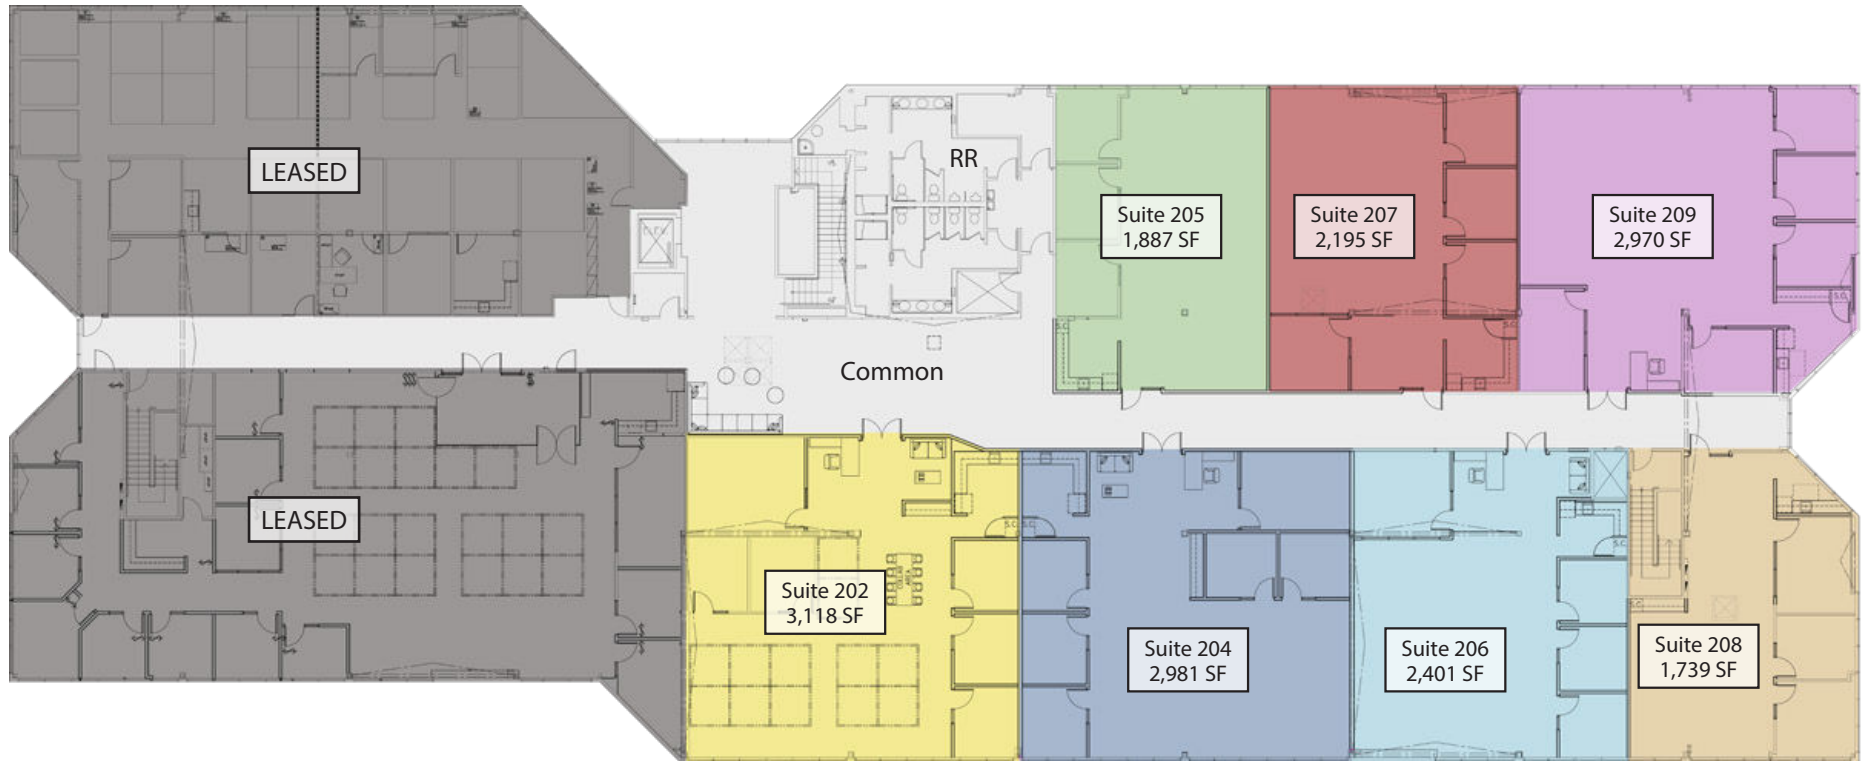 LEASED
RR
Suite 205
1,887 SF
Suite 207
2,195 SF
Suite 209
2,970 SF
Common
LEASED
Suite 202
3,118 SF
Suite 204
2,981 SF
Suite 206
2,401 SF
Suite 208
1,739 SF
S.C.
S.C.
S.C.
S.C.
S.C.
S.C.